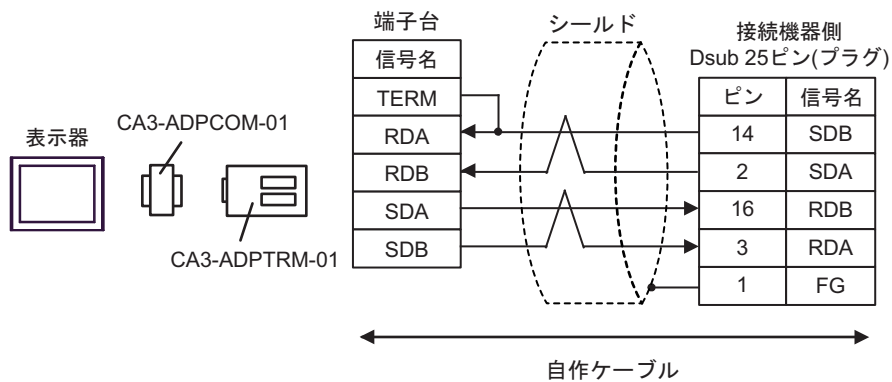 表示器
CA3-ADPCOM-01
CA3-ADPTRM-01
端子台
信号名
TERM
RDA
RDB
SDA
SDB
シールド
接続機器側
Dsub 25ピン(プラグ)
ピン 信号名
14 SDB
2 SDA
16 RDB
3 RDA
1 FG
自作ケーブル